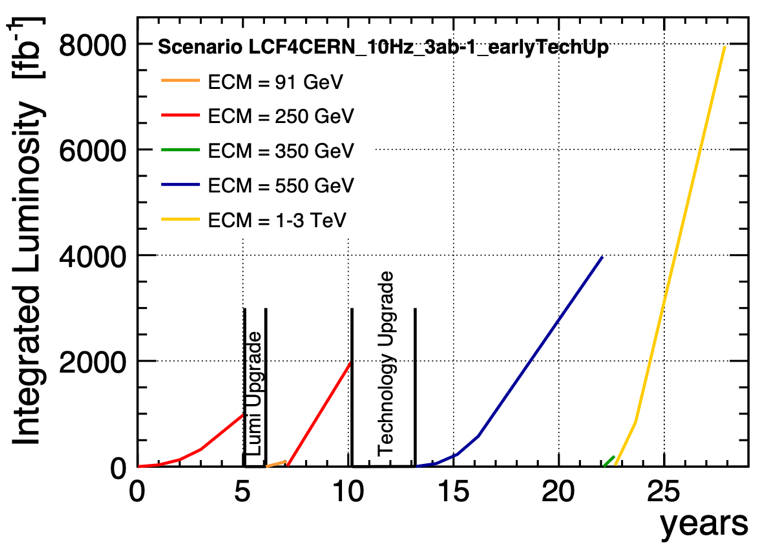 Integrated Luminosity [fb⁻¹]
8000
6000
4000
2000
0
Scenario LCF4CERN_10Hz_3ab-1_earlyTechUp
ECM = 91 GeV
ECM = 250 GeV
ECM = 350 GeV
ECM = 550 GeV
ECM = 1-3 TeV
Lumi Upgrade
Technology Upgrade
0 5 10 15 20 25
years